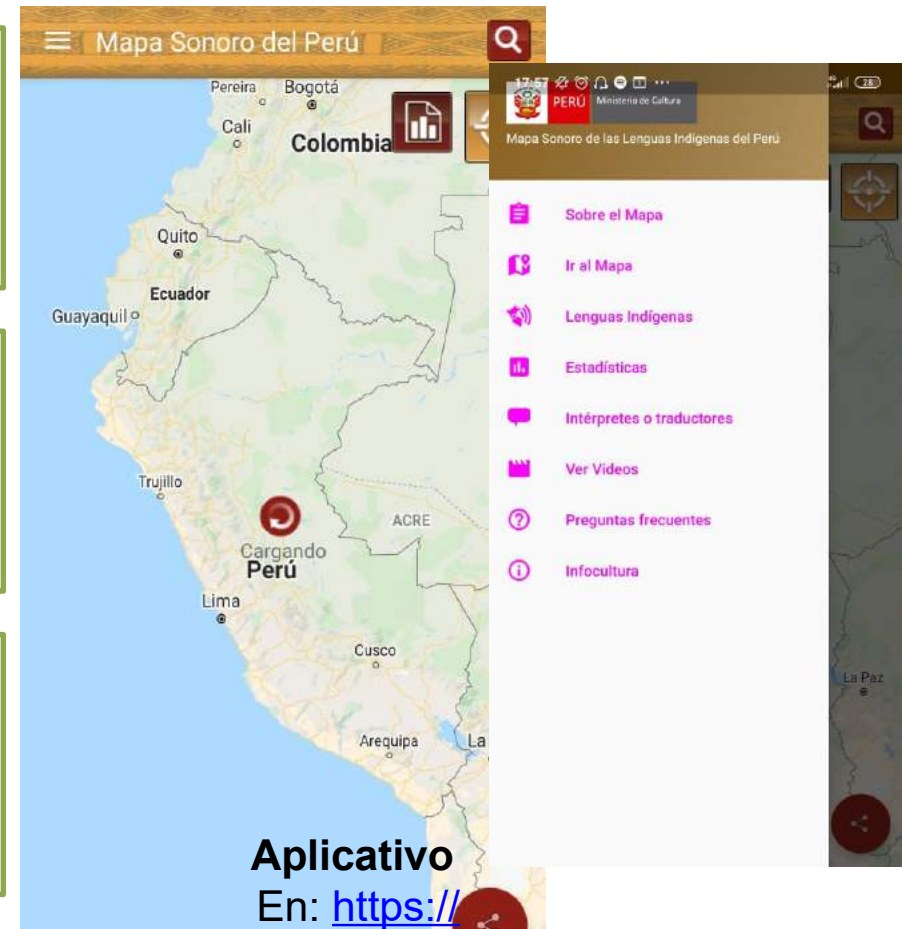 Mapa Sonoro del Perú
Pereira
Bogotá
Cali
Colombia
Quito
Ecuador
Guayaquil
Trujillo
ACRE
Cargando
Perú
Lima
Cusco
Arequipa
La
Aplicativo
En: https://
17:57
28
PERÚ Ministerio de Cultura
Mapa Sonoro de las Lenguas Indígenas del Perú
Sobre el Mapa
Ir al Mapa
Lenguas Indígenas
Estadísticas
Intérpretes o traductores
Ver Videos
Preguntas frecuentes
Infocultura
La Paz